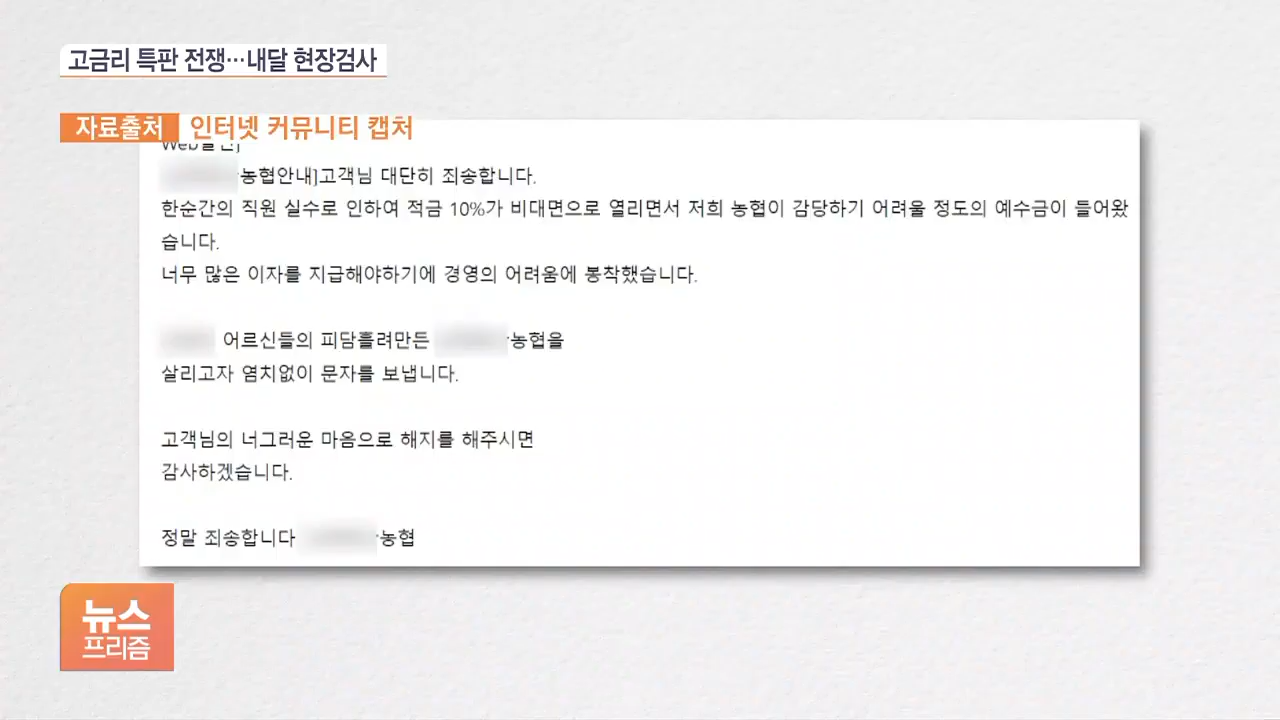 고금리 특판 전쟁…내달 현장검사
자료출처 인터넷 커뮤니티 캡처
농협안내]고객님 대단히 죄송합니다.
한순간의 직원 실수로 인하여 적금 10%가 비대면으로 열리면서 저희 농협이 감당하기 어려울 정도의 예수금이 들어왔
습니다.
너무 많은 이자를 지급해야하기에 경영의 어려움에 봉착했습니다.
어르신들의 피담흘려만든 농협을
살리고자 염치없이 문자를 보냅니다.
고객님의 너그러운 마음으로 해지를 해주시면
감사하겠습니다.
정말 죄송합니다 농협
뉴스
프리즘